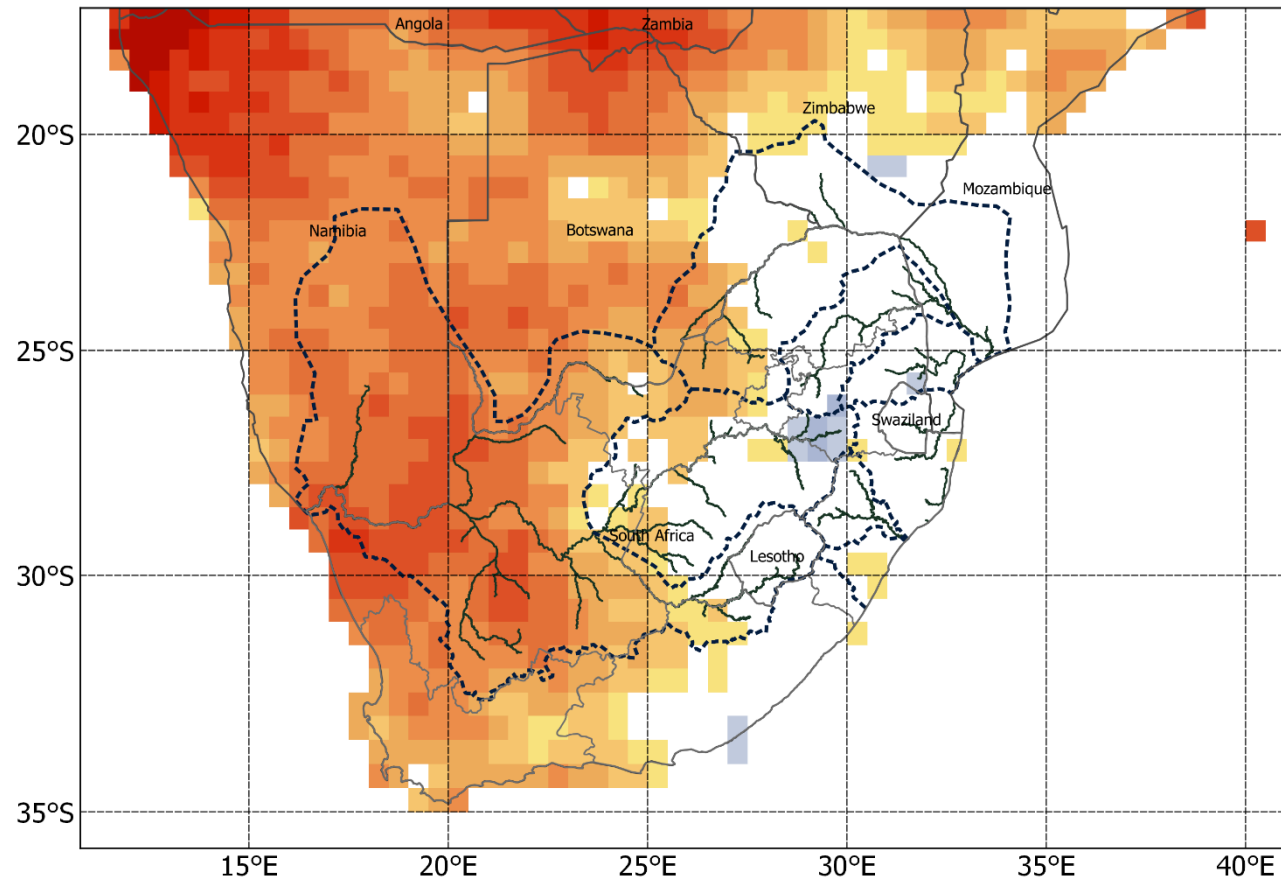 Angola
Zambia
Zimbabwe
20°S
Mozambique
Namibia
Botswana
25°S
Swaziland
South Africa
Lesotho
30°S
35°S
15°E
20°E
25°E
30°E
35°E
40°E